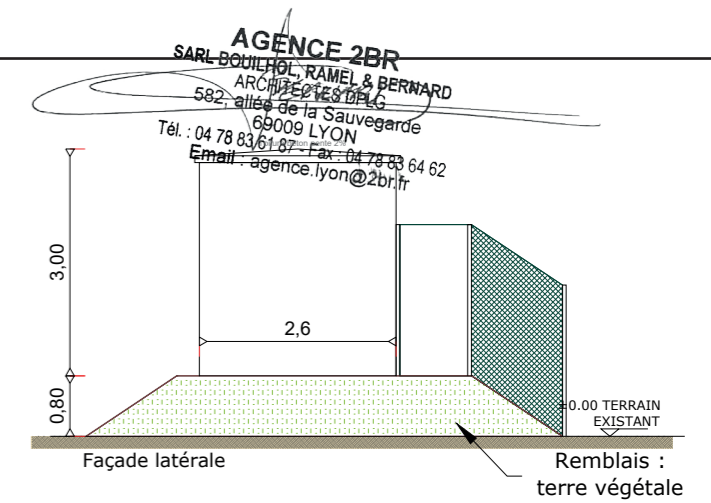 AGENCE 2BR
SARL BOUILHOL, RAMEL & BERNARD
ARCHITECTES DPLG
582, allée de la Sauvegarde
69009 LYON
Tél. : 04 78 83 61 87 - Fax : 04 78 83 64 62
Email : agence.lyon@2br.fr
pente 2%
3,00
2,6
0,80
±0.00 TERRAIN
EXISTANT
Façade latérale
Remblais :
terre végétale